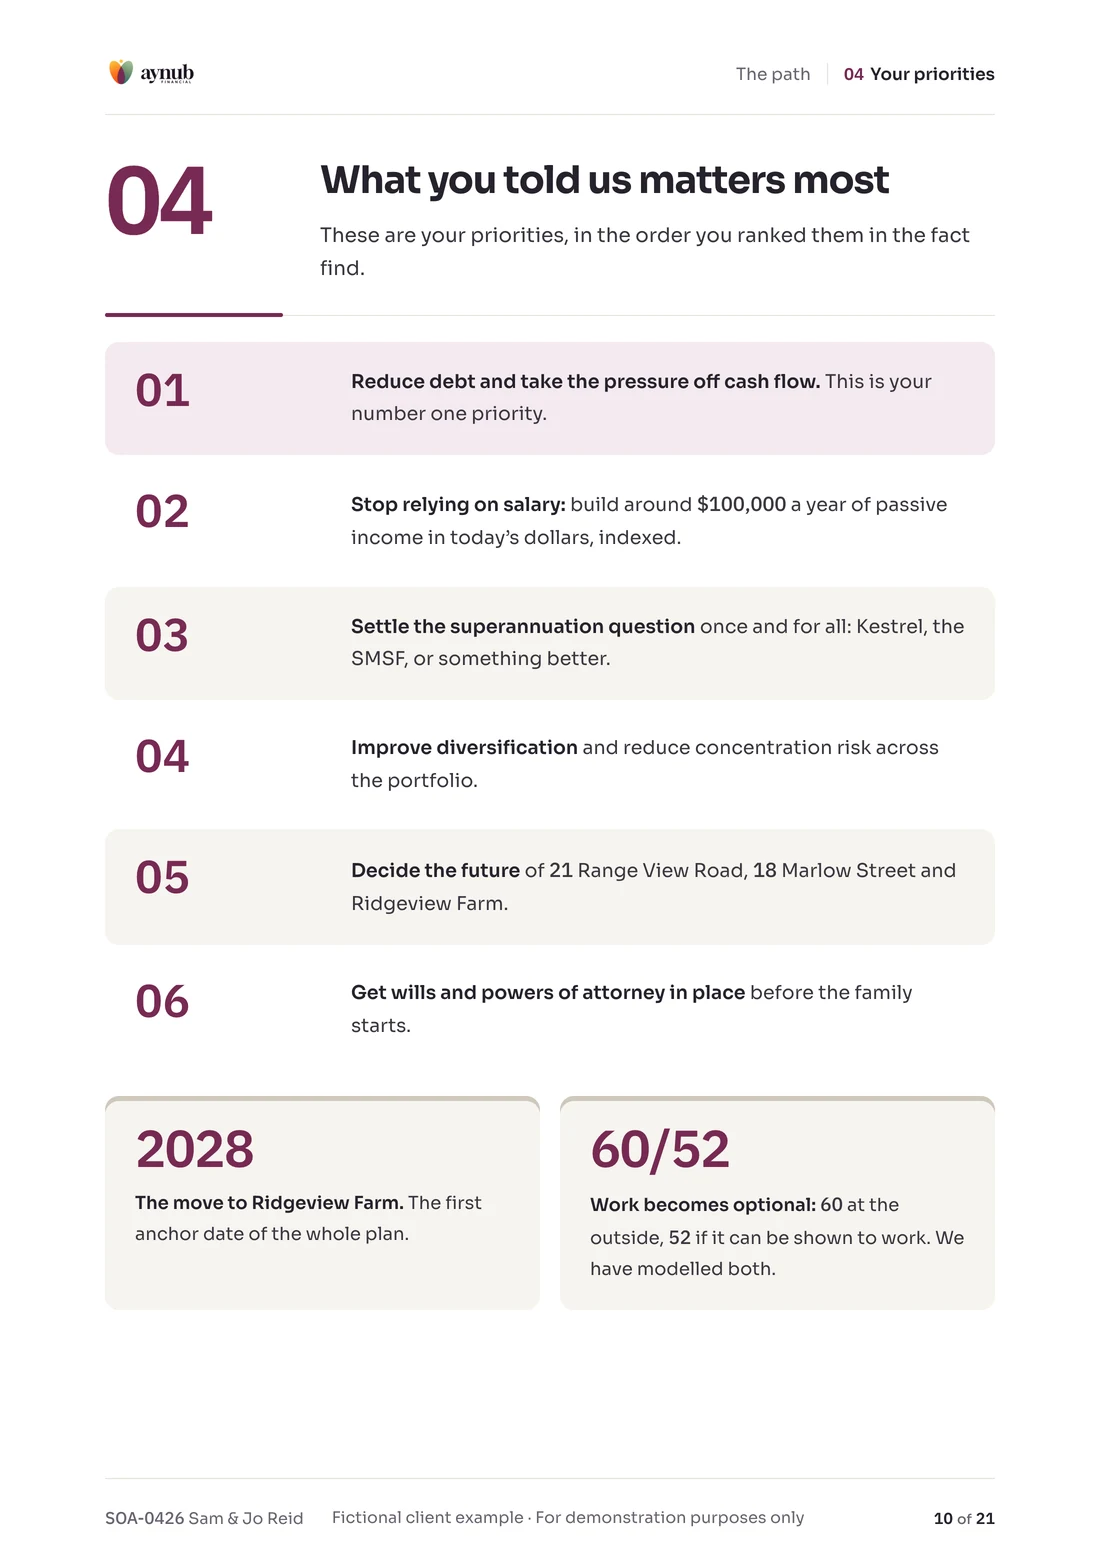 aynub
FINANCIAL
The path
04 Your priorities
04
What you told us matters most
These are your priorities, in the order you ranked them in the fact
find.
01
Reduce debt and take the pressure off cash flow. This is your
number one priority.
02
Stop relying on salary: build around $100,000 a year of passive
income in today’s dollars, indexed.
03
Settle the superannuation question once and for all: Kestrel, the
SMSF, or something better.
04
Improve diversification and reduce concentration risk across
the portfolio.
05
Decide the future of 21 Range View Road, 18 Marlow Street and
Ridgeview Farm.
06
Get wills and powers of attorney in place before the family
starts.
2028
The move to Ridgeview Farm. The first
anchor date of the whole plan.
60/52
Work becomes optional: 60 at the
outside, 52 if it can be shown to work. We
have modelled both.
SOA-0426 Sam & Jo Reid
Fictional client example · For demonstration purposes only
10 of 21